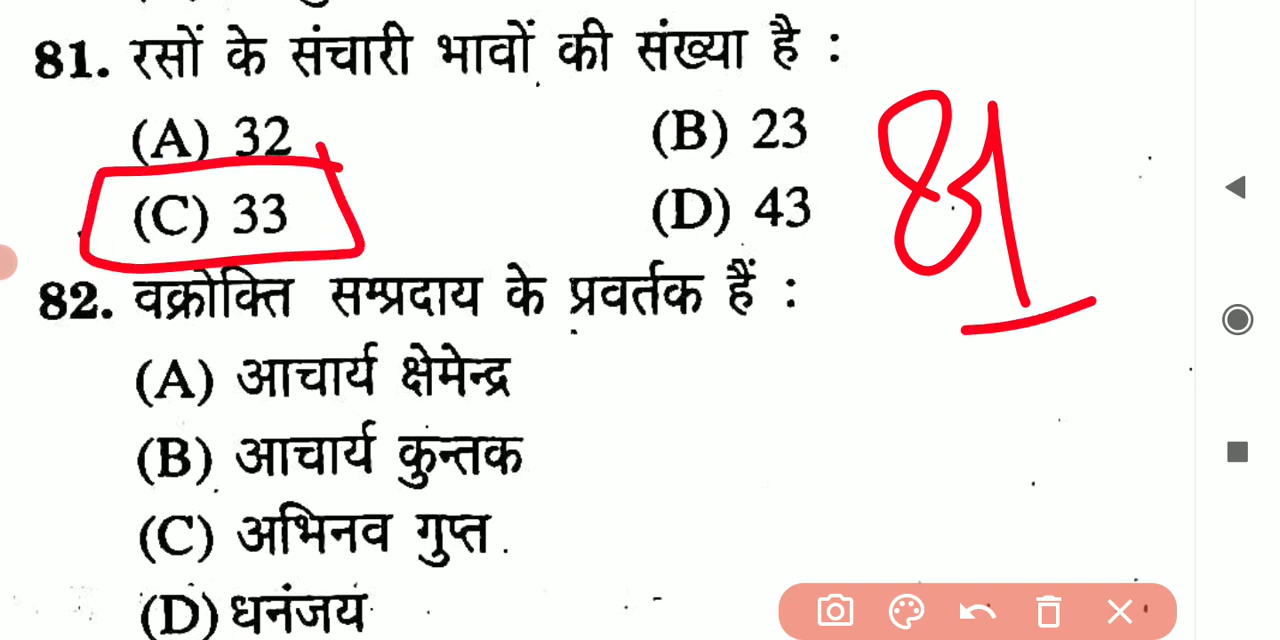 81. रसों के संचारी भावों की संख्या है :
(A) 32 (B) 23
(C) 33 (D) 43
81
82. वक्रोक्ति सम्प्रदाय के प्रवर्तक हैं :
(A) आचार्य क्षेमेन्द्र
(B) आचार्य कुन्तक
(C) अभिनव गुप्त.
(D) धनंजय